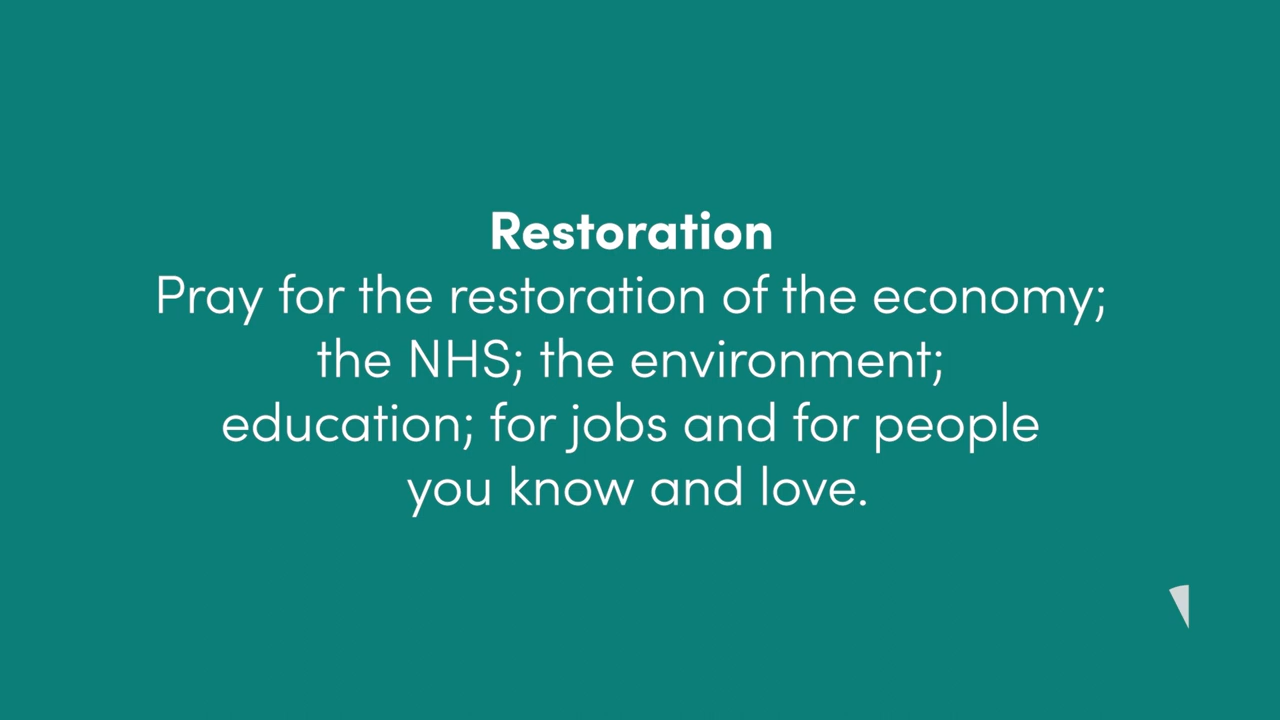 Restoration
Pray for the restoration of the economy;
the NHS; the environment;
education; for jobs and for people
you know and love.